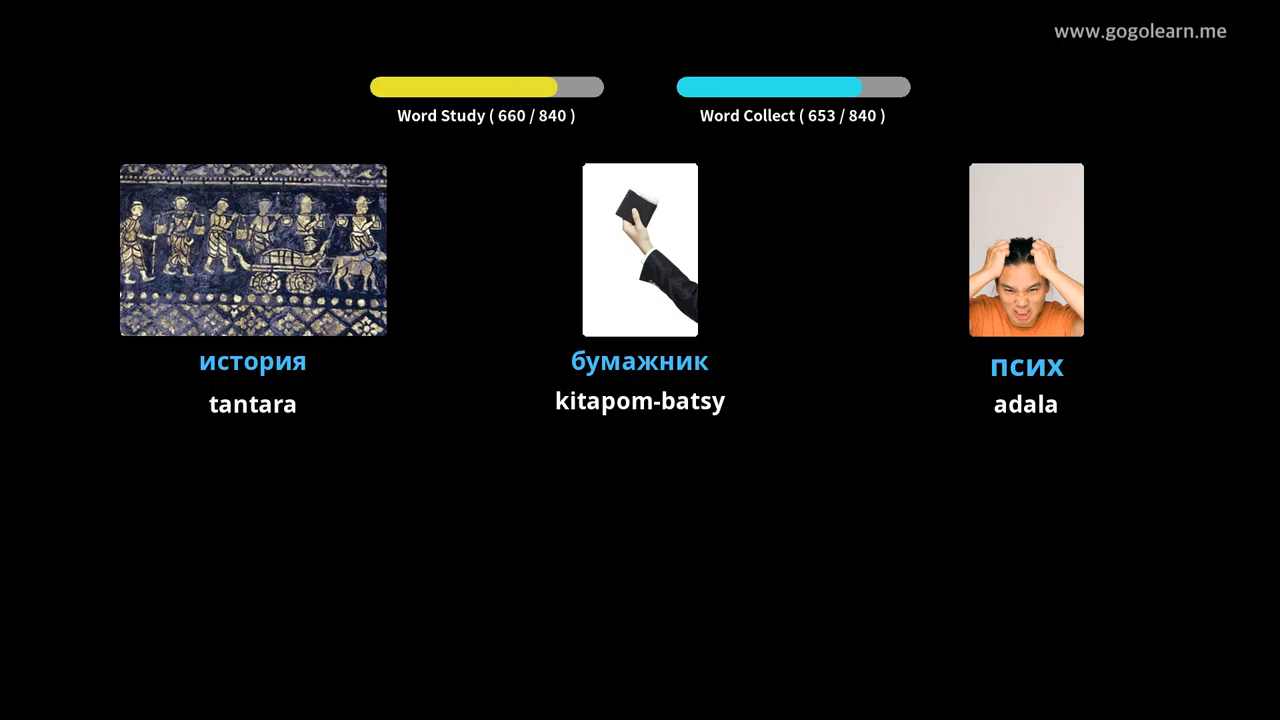 www.gogolearn.me
Word Study ( 660 / 840 )
Word Collect ( 653 / 840 )
история
бумажник
псих
tantara
kitapom-batsy
adala